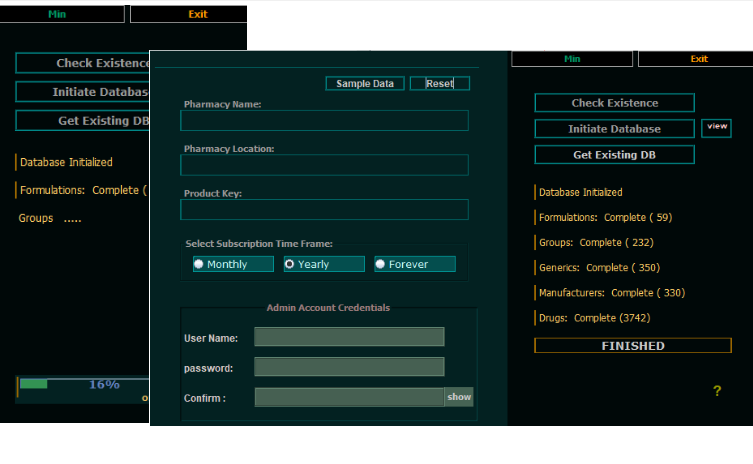 Min Exit
Check Existence
Initiate Databas
Get Existing DB
Database Initialized
Formulations: Complete (
Groups .....
16%
Sample Data Reset
Pharmacy Name:
Pharmacy Location:
Product Key:
Select Subscription Time Frame:
Monthly Yearly Forever
Admin Account Credentials
User Name:
password:
Confirm : show
Min Exit
Check Existence
Initiate Database view
Get Existing DB
Database Initialized
Formulations: Complete ( 59)
Groups: Complete ( 232)
Generics: Complete ( 350)
Manufacturers: Complete ( 330)
Drugs: Complete (3742)
FINISHED
?